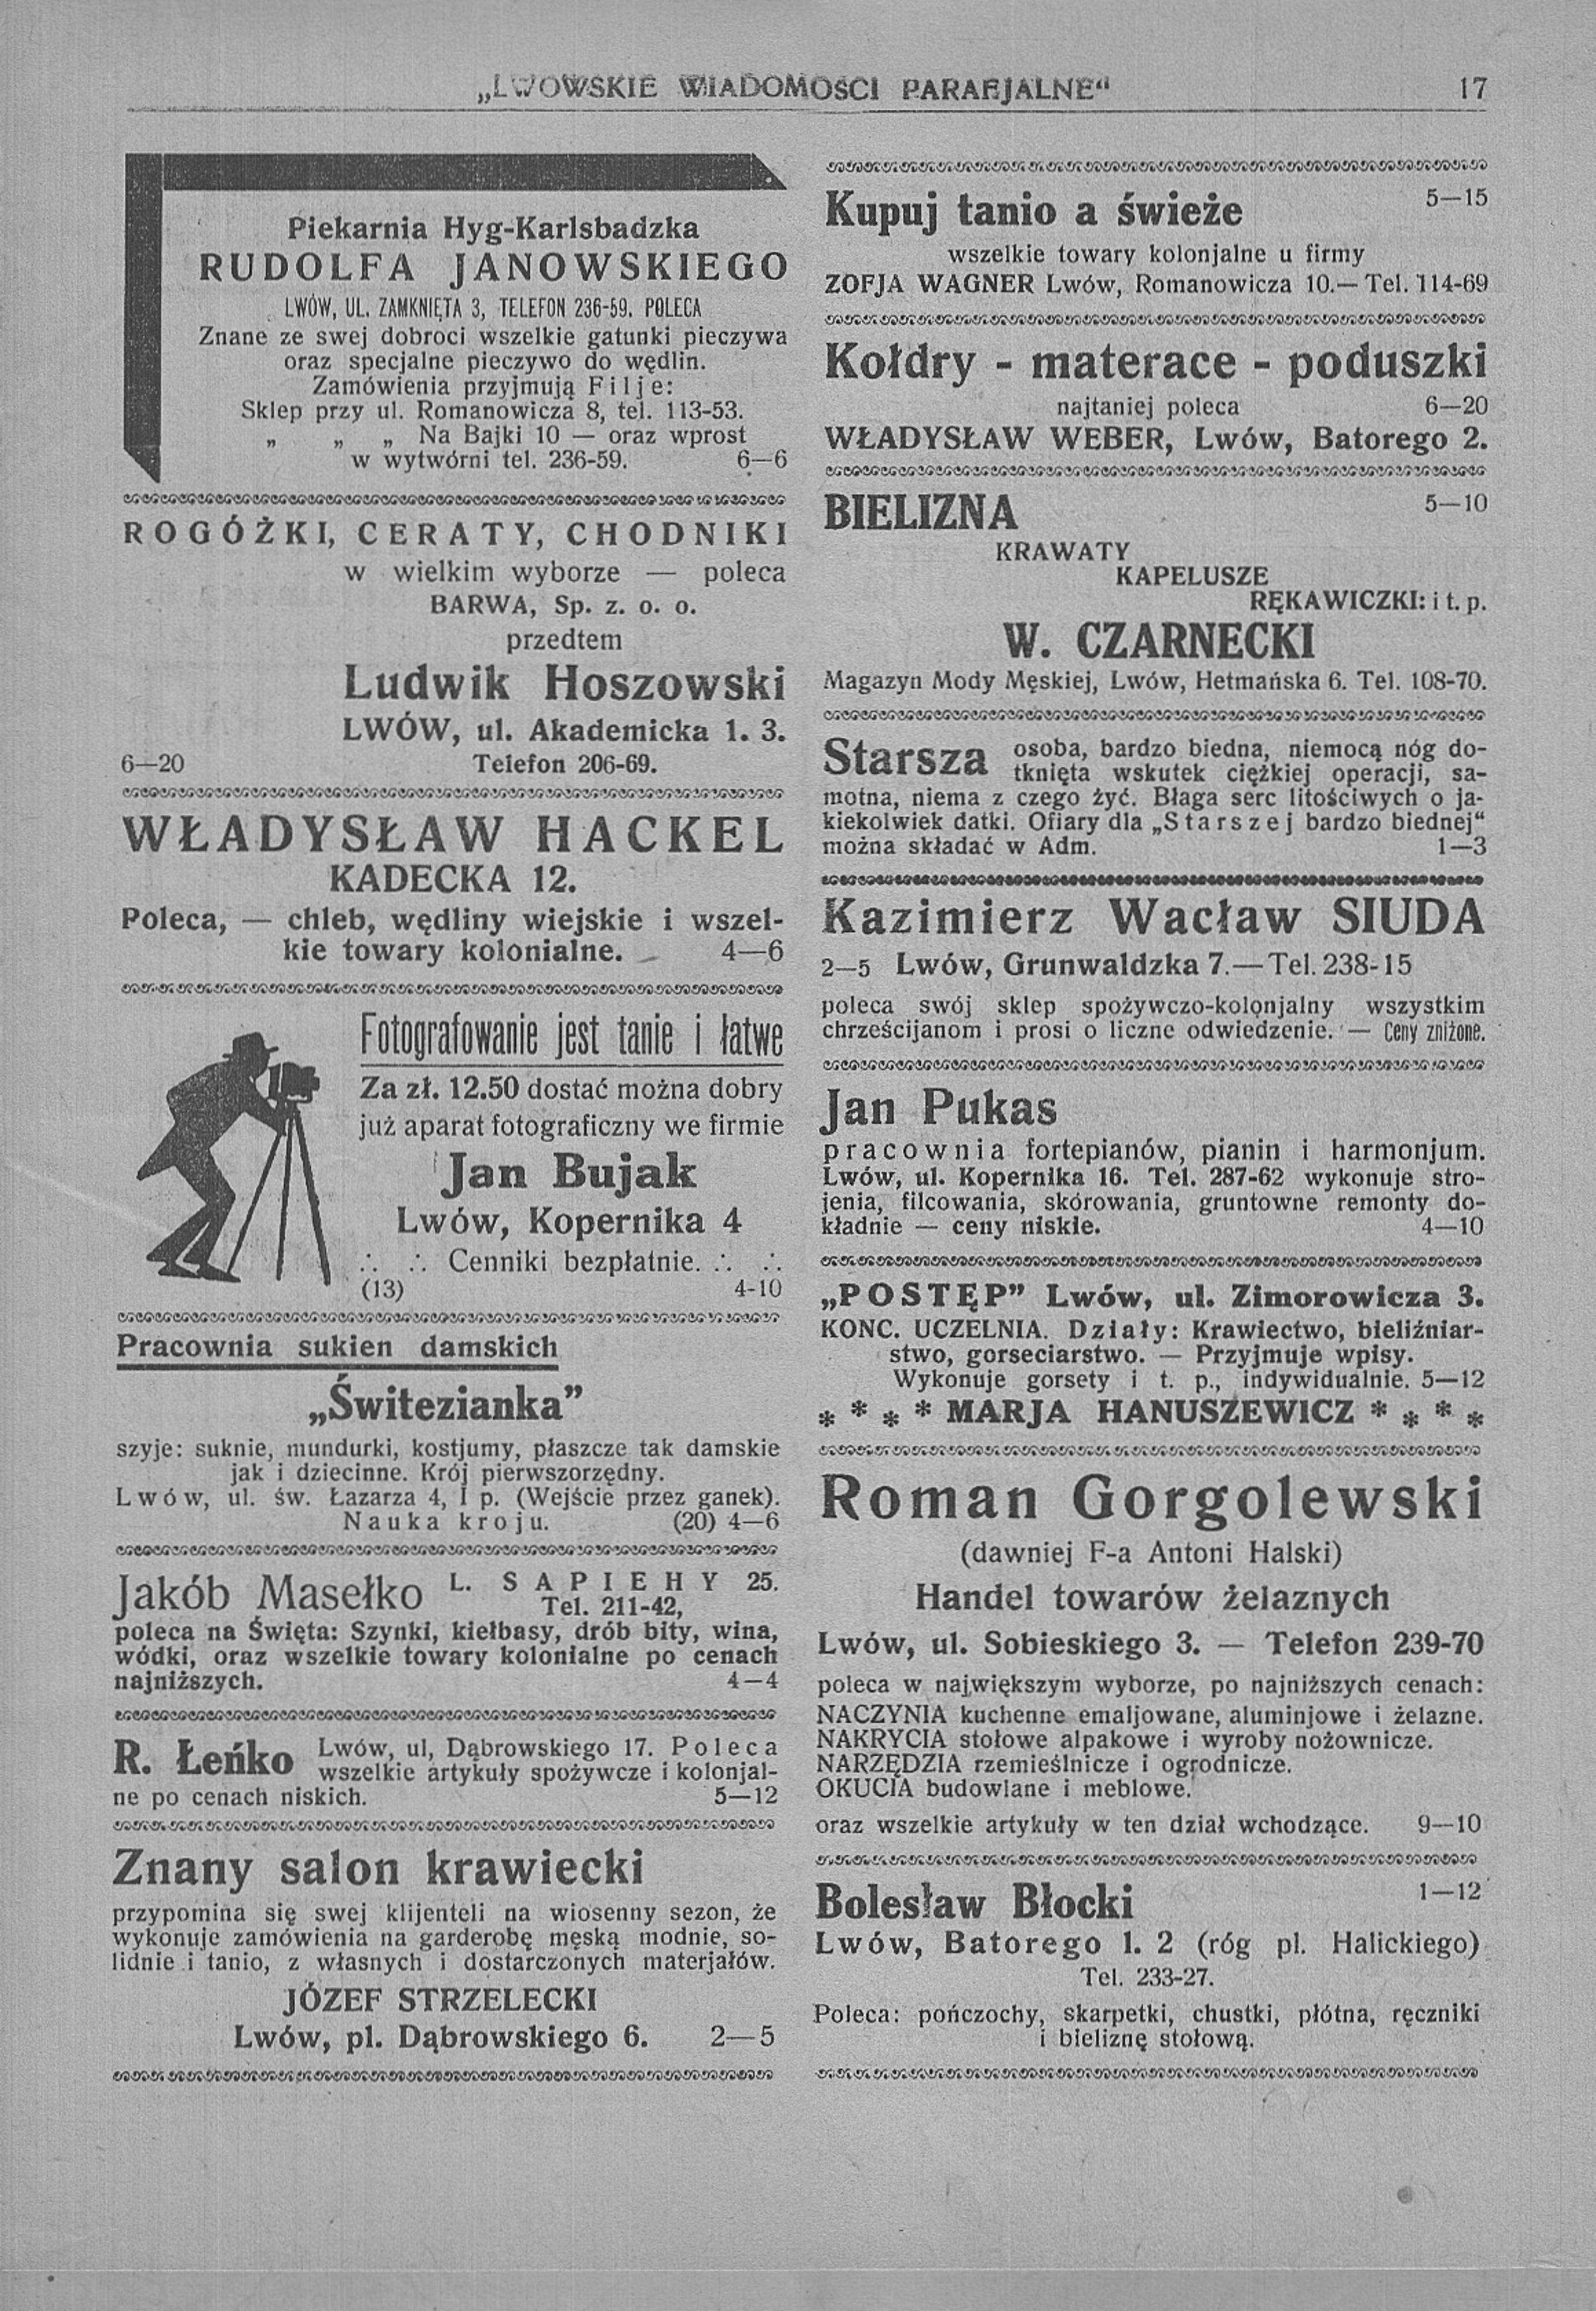 „LWOWSKIE WIADOMOŚCI PARAFJALNE“ 17
Piekarnia Hyg-Karlsbadzka
RUDOLFA JANOWSKIEGO
LWÓW, UL. ZAMKNIĘTA 3, TELEFON 236-59. POLECA
Znane ze swej dobroci wszelkie gatunki pieczywa
oraz specjalne pieczywo do wędlin.
Zamówienia przyjmują Filje:
Sklep przy ul. Romanowicza 8, tel. 113-53.
„ „ „ Na Bajki 10 — oraz wprost
w wytwórni tel. 236-59. 6—6
ROGÓŻKI, CERATY, CHODNIKI
w wielkim wyborze — poleca
BARWA, Sp. z. o. o.
przedtem
Ludwik Hoszowski
LWÓW, ul. Akademicka l. 3.
6—20 Telefon 206-69.
WŁADYSŁAW HACKEL
KADECKA 12.
Poleca, — chleb, wędliny wiejskie i wszel-
kie towary kolonialne. 4—6
Fotografowanie jest tanie i łatwe
Za zł. 12.50 dostać można dobry
już aparat fotograficzny we firmie
Jan Bujak
Lwów, Kopernika 4
∴ ∴ Cenniki bezpłatnie. ∴ ∴
(13) 4-10
Pracownia sukien damskich
„Świtezianka”
szyje: suknie, mundurki, kostjumy, płaszcze tak damskie
jak i dziecinne. Krój pierwszorzędny.
Lwów, ul. św. Łazarza 4, I p. (Wejście przez ganek).
Nauka kroju. (20) 4—6
Jakób Masełko L. SAPIEHY 25.
Tel. 211-42,
poleca na Święta: Szynki, kiełbasy, drób bity, wina,
wódki, oraz wszelkie towary kolonialne po cenach
najniższych. 4—4
R. Łeńko Lwów, ul, Dąbrowskiego 17. Poleca
wszelkie artykuły spożywcze i kolonjal-
ne po cenach niskich. 5—12
Znany salon krawiecki
przypomina się swej klijenteli na wiosenny sezon, że
wykonuje zamówienia na garderobę męską modnie, so-
lidnie i tanio, z własnych i dostarczonych materjałów.
JÓZEF STRZELECKI
Lwów, pl. Dąbrowskiego 6. 2—5
Kupuj tanio a świeże 5—15
wszelkie towary kolonjalne u firmy
ZOFJA WAGNER Lwów, Romanowicza 10.— Tel. 114-69
Kołdry - materace - poduszki
najtaniej poleca 6—20
WŁADYSŁAW WEBER, Lwów, Batorego 2.
BIELIZNA 5—10
KRAWATY
KAPELUSZE
RĘKAWICZKI: i t. p.
W. CZARNECKI
Magazyn Mody Męskiej, Lwów, Hetmańska 6. Tel. 108-70.
Starsza osoba, bardzo biedna, niemocą nóg do-
tknięta wskutek ciężkiej operacji, sa-
motna, niema z czego żyć. Błaga serc litościwych o ja-
kiekolwiek datki. Ofiary dla „Starszej bardzo biednej“
można składać w Adm. 1—3
Kazimierz Wacław SIUDA
2—5 Lwów, Grunwaldzka 7.—Tel. 238-15
poleca swój sklep spożywczo-kolonjalny wszystkim
chrześcijanom i prosi o liczne odwiedzenie. — Ceny zniżone.
Jan Pukas
pracownia fortepianów, pianin i harmonjum.
Lwów, ul. Kopernika 16. Tel. 287-62 wykonuje stro-
jenia, filcowania, skórowania, gruntowne remonty do-
kładnie — ceny niskie. 4—10
„POSTĘP” Lwów, ul. Zimorowicza 3.
KONC. UCZELNIA. Działy: Krawiectwo, bieliźniar-
stwo, gorseciarstwo. — Przyjmuje wpisy.
Wykonuje gorsety i t. p., indywidualnie. 5—12
* * * * MARJA HANUSZEWICZ * * * *
Roman Gorgolewski
(dawniej F-a Antoni Halski)
Handel towarów żelaznych
Lwów, ul. Sobieskiego 3. — Telefon 239-70
poleca w największym wyborze, po najniższych cenach:
NACZYNIA kuchenne emaljowane, aluminjowe i żelazne.
NAKRYCIA stołowe alpakowe i wyroby nożownicze.
NARZĘDZIA rzemieślnicze i ogrodnicze.
OKUCIA budowlane i meblowe.
oraz wszelkie artykuły w ten dział wchodzące. 9—10
Bolesław Błocki 1—12
Lwów, Batorego l. 2 (róg pl. Halickiego)
Tel. 233-27.
Poleca: pończochy, skarpetki, chustki, płótna, ręczniki
i bieliznę stołową.